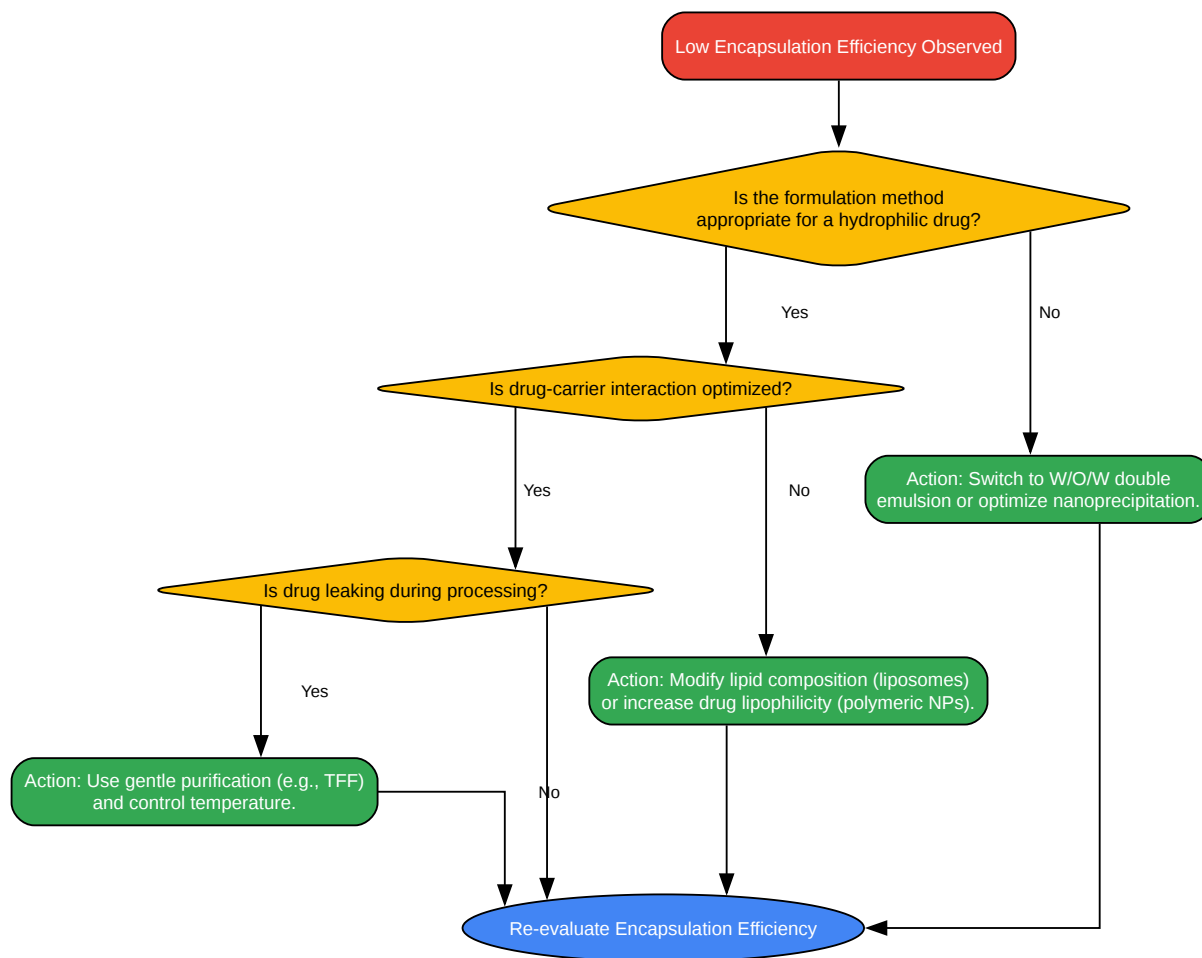 Low Encapsulation Efficiency Observed
Is the formulation method
appropriate for a hydrophilic drug?
Yes
No
Is drug-carrier interaction optimized?
Action: Switch to W/O/W double
emulsion or optimize nanoprecipitation.
Yes
No
Is drug leaking during processing?
Action: Modify lipid composition (liposomes)
or increase drug lipophilicity (polymeric NPs).
Yes
Action: Use gentle purification (e.g., TFF)
and control temperature.
No
Re-evaluate Encapsulation Efficiency